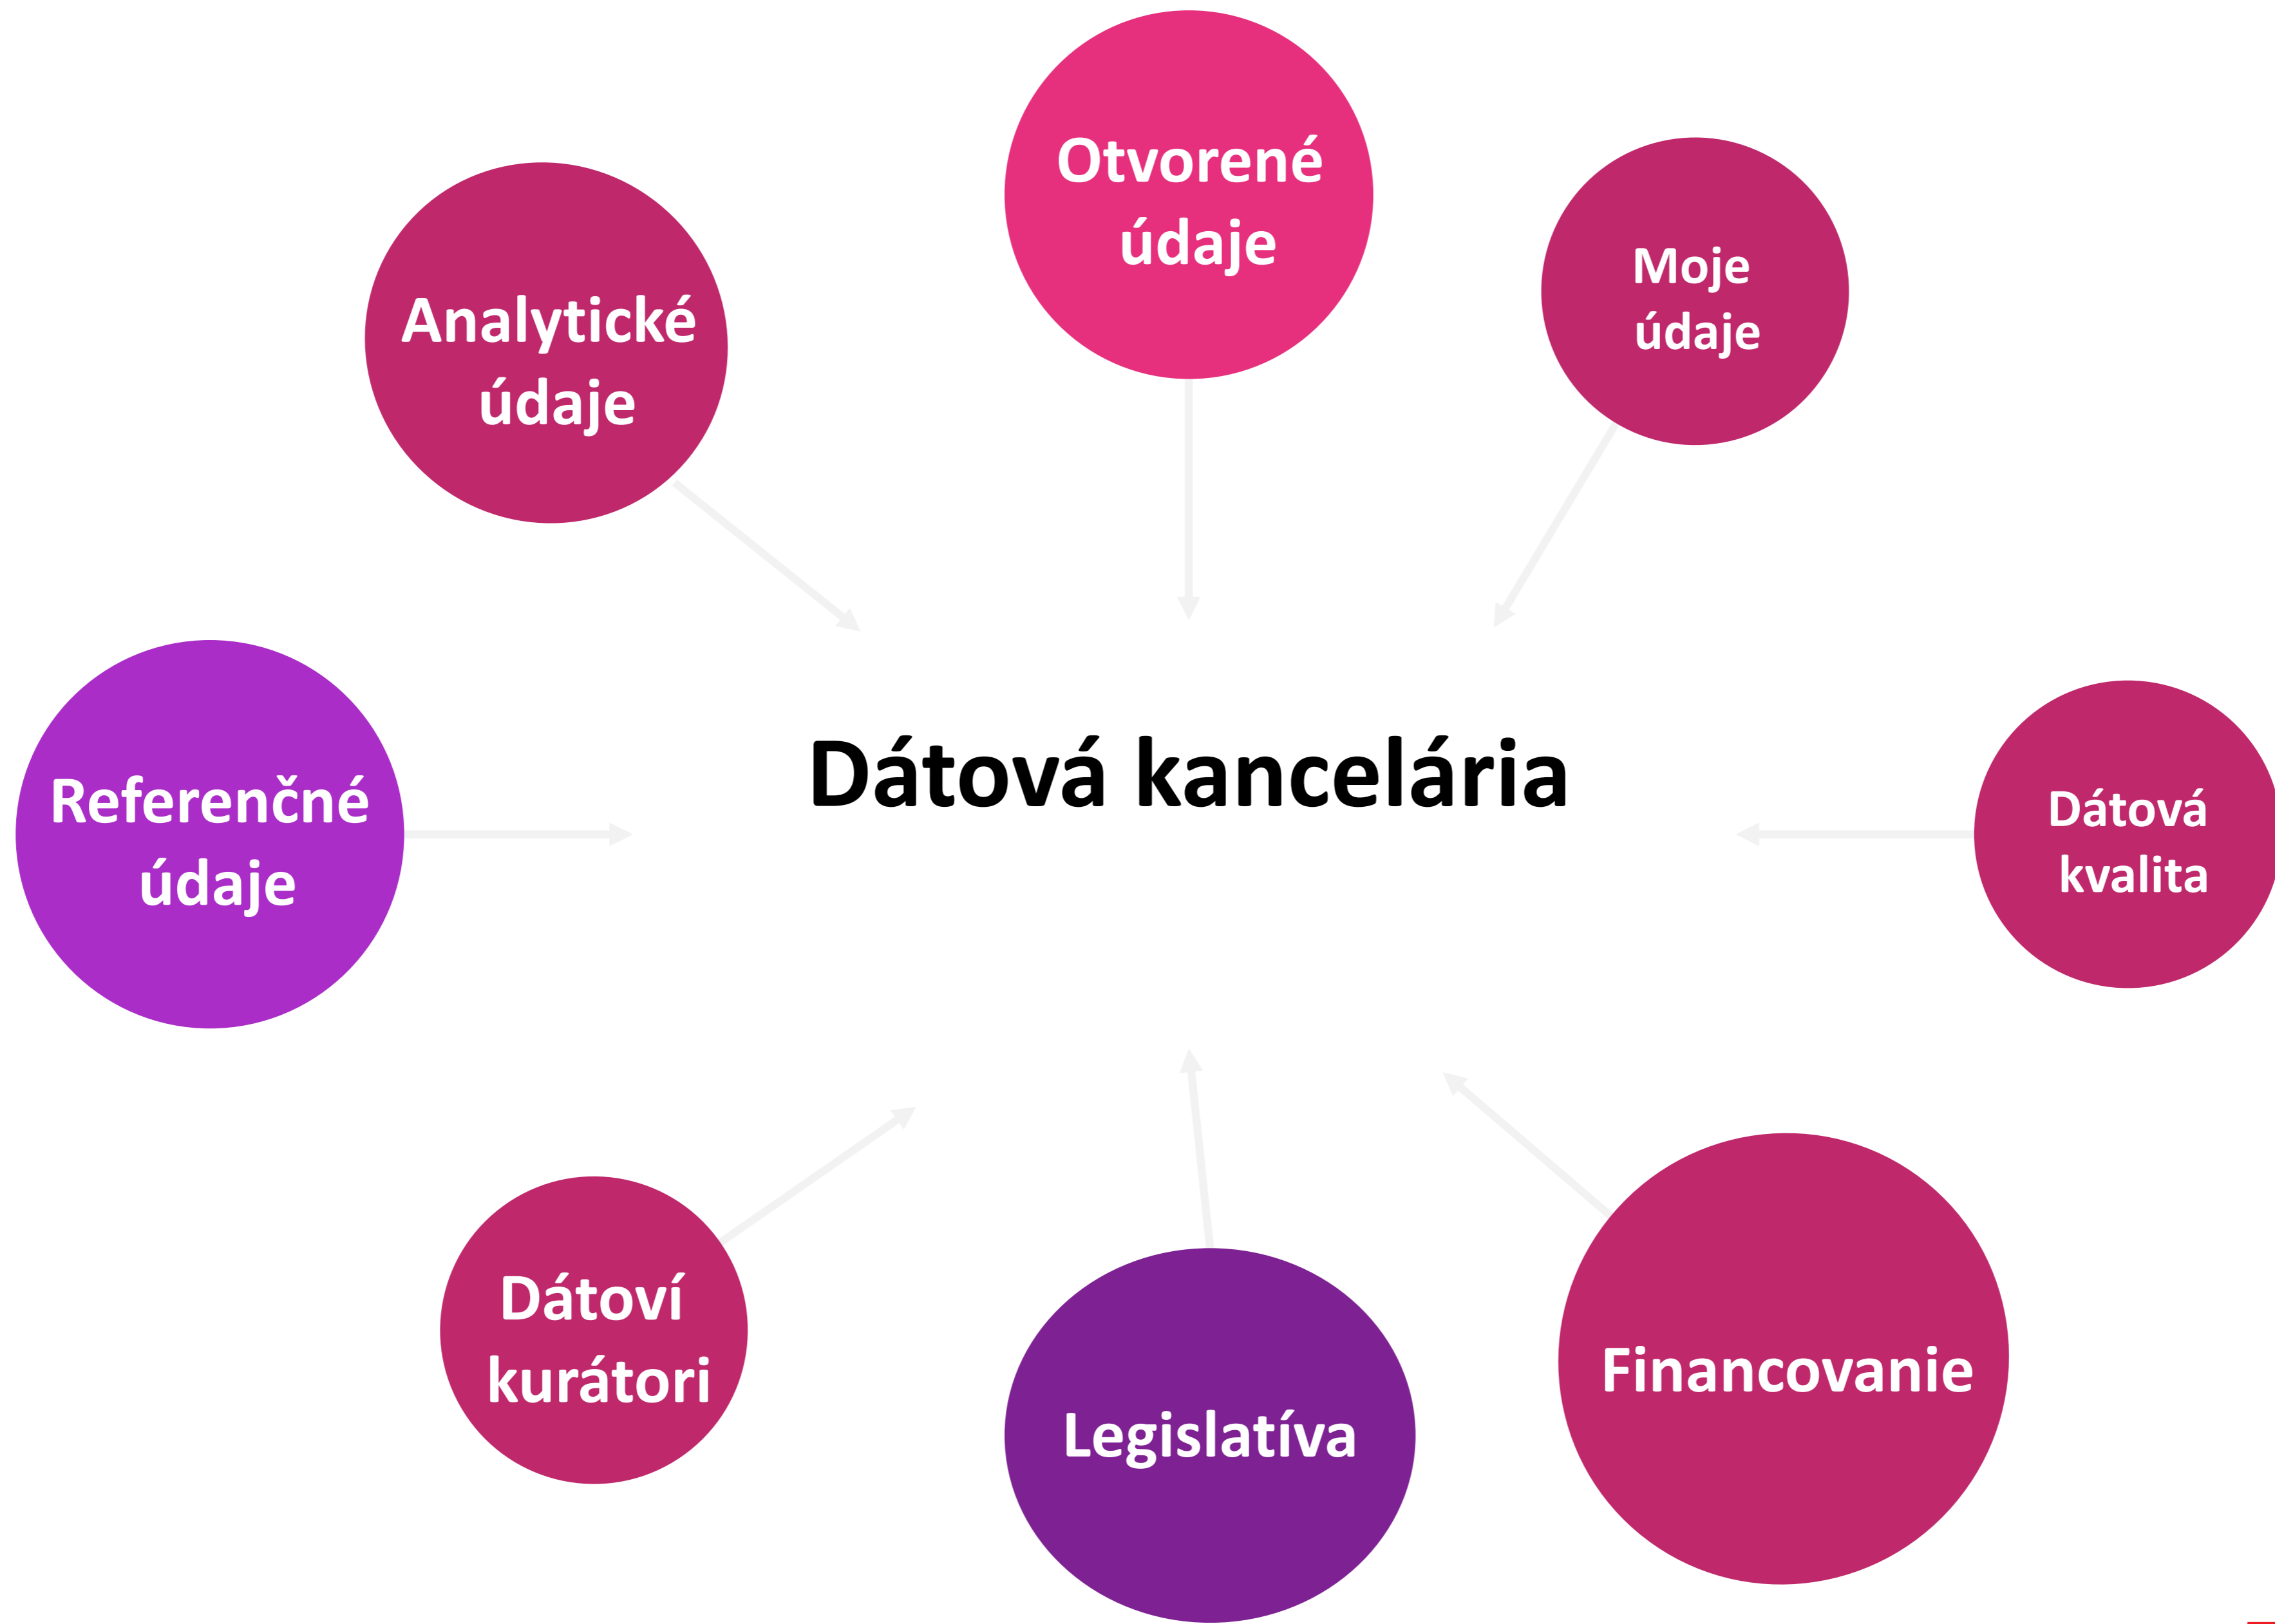 Otvorené
údaje
Moje
údaje
Analytické
údaje
Dátová kancelária
Referenčné
údaje
Dátová
kvalita
Dátoví
kurátori
Legislatíva
Financovanie